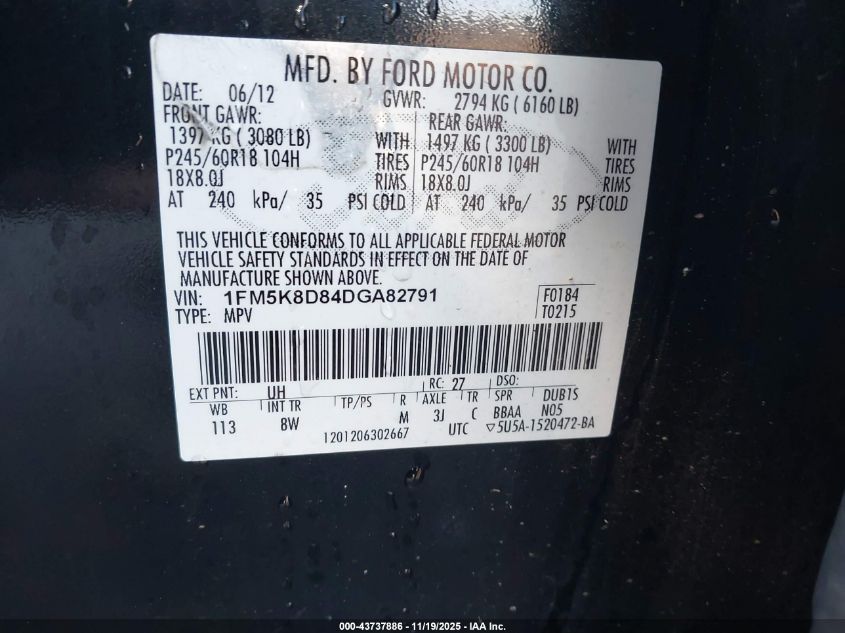 MFD. BY FORD MOTOR CO.
DATE: 06/12 GVWR: 2794 KG ( 6160 LB)
FRONT GAWR: REAR GAWR:
1397 KG ( 3080 LB) WITH 1497 KG ( 3300 LB) WITH
P245/60R18 104H TIRES P245/60R18 104H TIRES
18X8.0J RIMS 18X8.0J RIMS
AT 240 kPa/ 35 PSI COLD AT 240 kPa/ 35 PSI COLD
THIS VEHICLE CONFORMS TO ALL APPLICABLE FEDERAL MOTOR
VEHICLE SAFETY STANDARDS IN EFFECT ON THE DATE OF
MANUFACTURE SHOWN ABOVE.
VIN: 1FM5K8D84DGA82791 F0184
TYPE: MPV T0215
EXT PNT: UH RC: 27 DSO:
WB INT TR TP/PS R AXLE TR SPR DUB1S
113 8W M 3J C BBAA N05
1201206302667 UTC ▽5U5A-1520472-BA
000-43737886 - 11/19/2025 - IAA Inc.